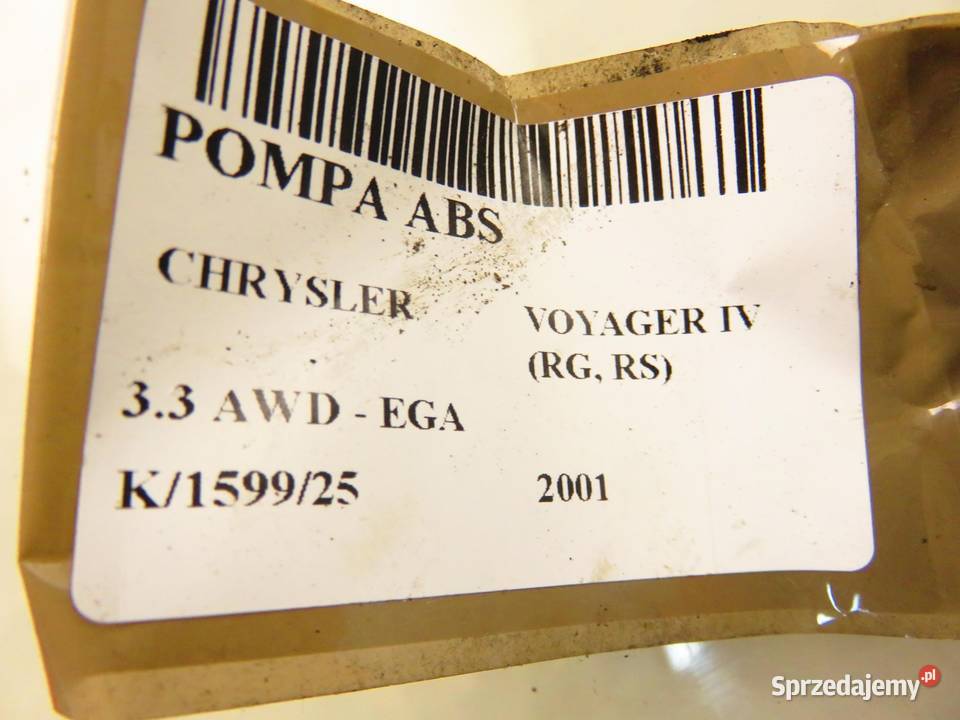 POMPA ABS
CHRYSLER
VOYAGER IV
(RG, RS)
3.3 AWD - EGA
K/1599/25
2001
Sprzedajemy.pl